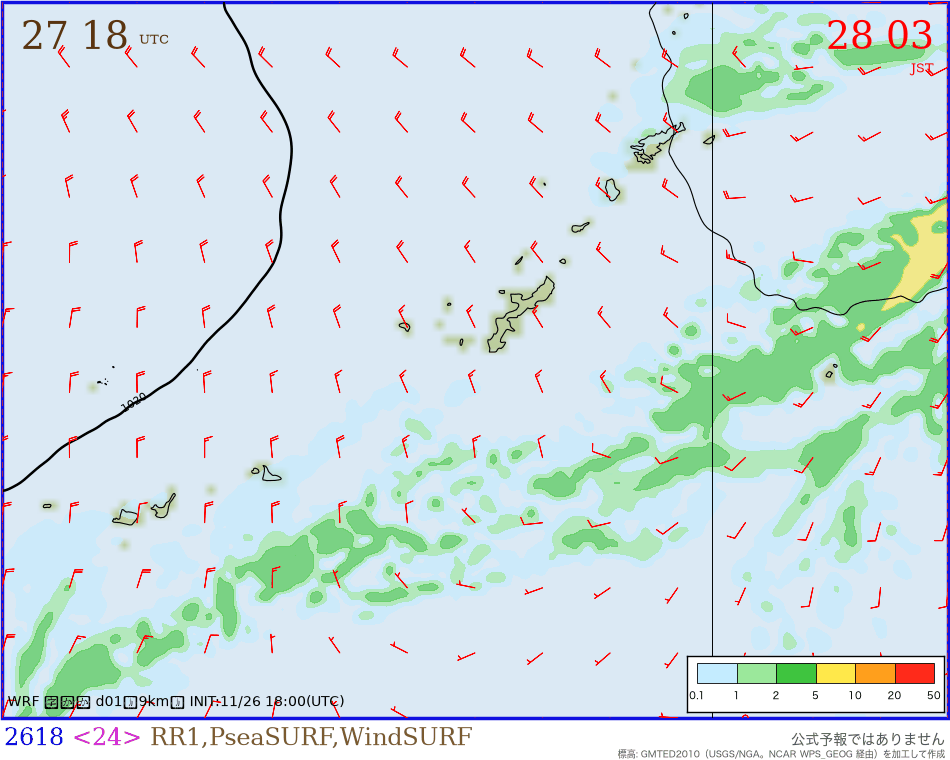 27 18 UTC
28 03
JST
1020
0.1 1 2 5 10 20 50
WRF d01 9km INIT:11/26 18:00(UTC)
2618 <24> RR1,PseaSURF,WindSURF
公式予報ではありません
標高: GMTED2010（USGS/NGA。NCAR WPS_GEOG 経由）を加工して作成